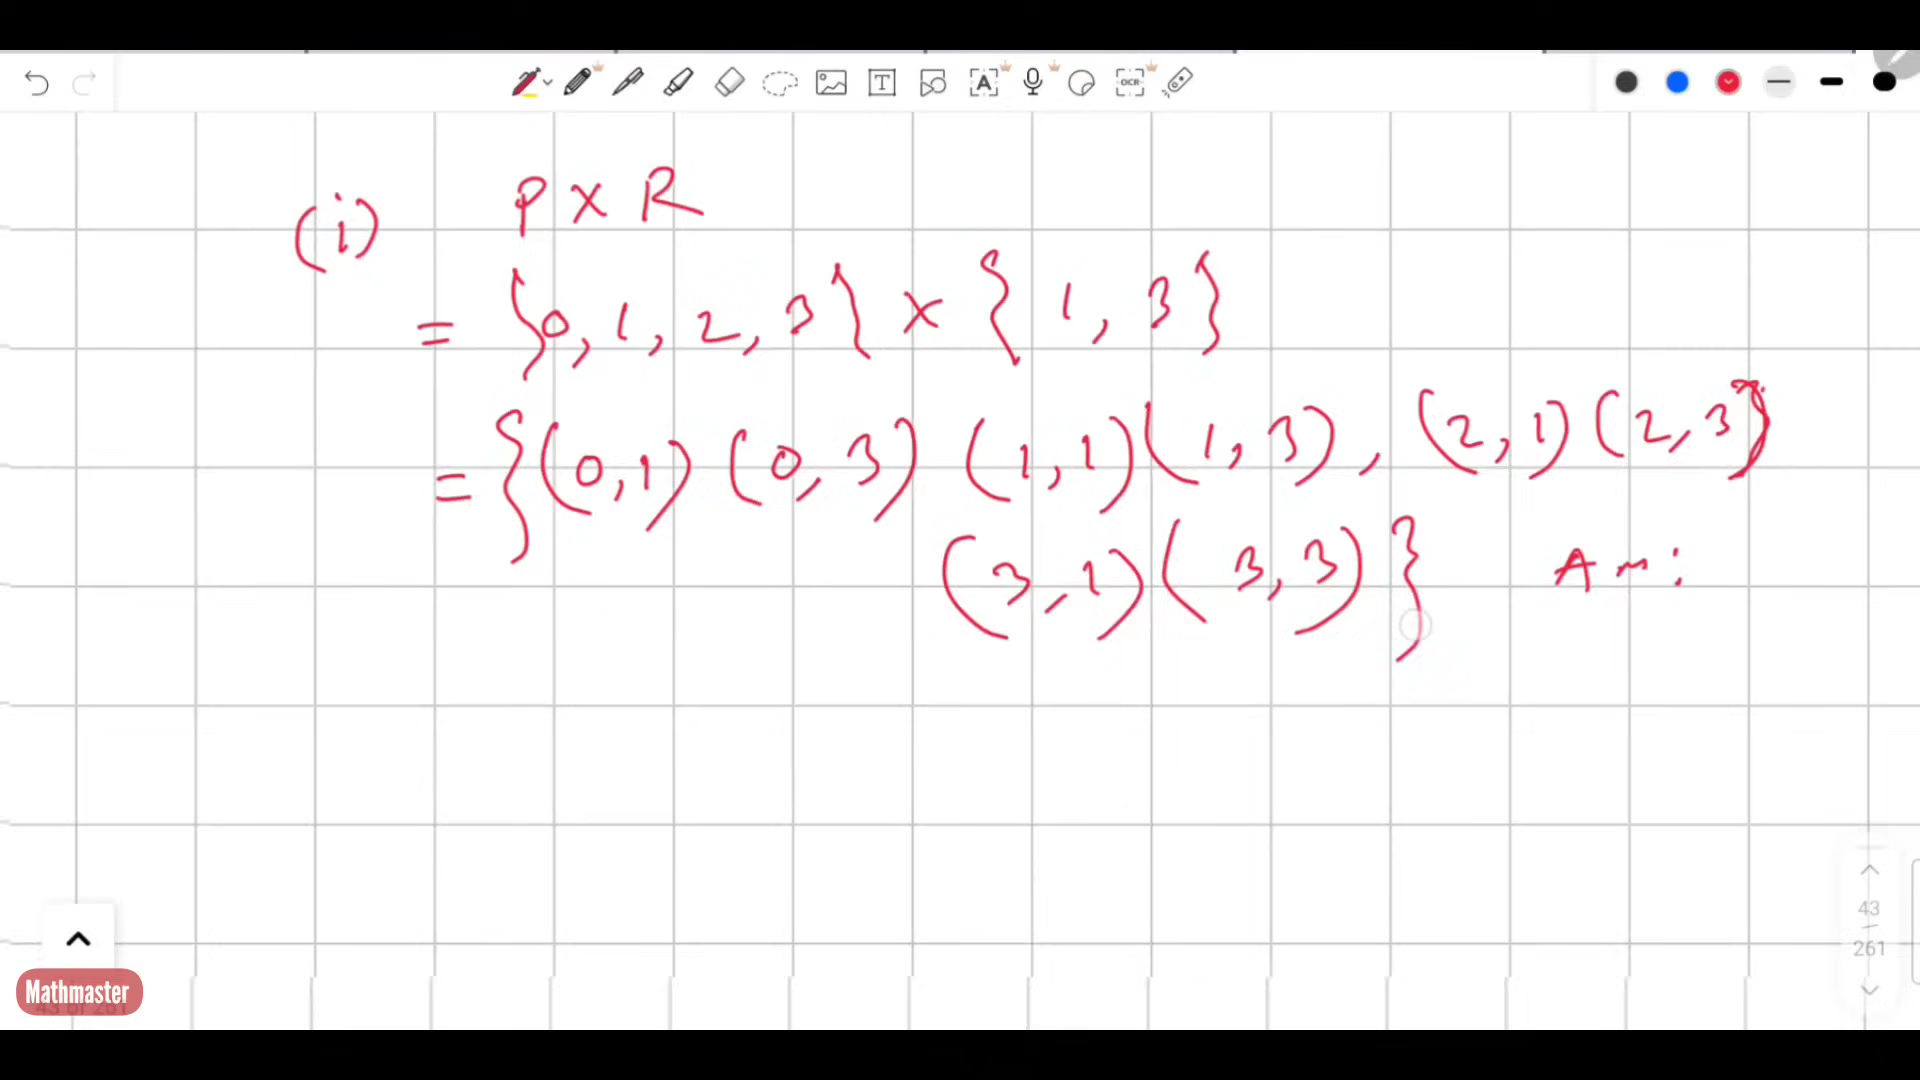 (i) P X R
= {0, 1, 2, 3} X { 1, 3}
= {(0,1) (0, 3) (1, 1) (1, 3), (2, 1) (2, 3)
(3, 1) ( 3, 3) } Ans:
T
A
OCR
43
261
Mathmaster